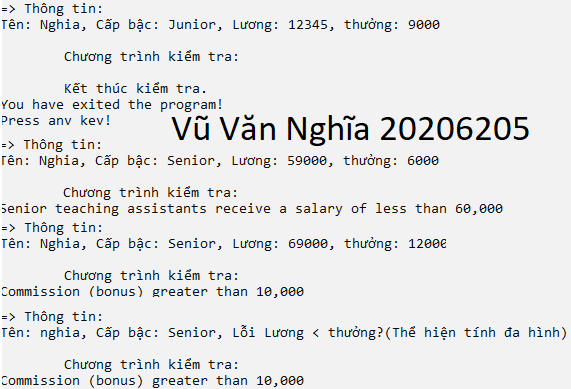 => Thông tin:
Tên: Nghia, Cấp bậc: Junior, Lương: 12345, thưởng: 9000
Chương trình kiểm tra:
Kết thúc kiểm tra.
You have exited the program!
Press any key!
Vũ Văn Nghĩa 20206205
=> Thông tin:
Tên: Nghia, Cấp bậc: Senior, Lương: 59000, thưởng: 6000
Chương trình kiểm tra:
Senior teaching assistants receive a salary of less than 60,000
=> Thông tin:
Tên: Nghia, Cấp bậc: Senior, Lương: 69000, thưởng: 12000
Chương trình kiểm tra:
Commission (bonus) greater than 10,000
=> Thông tin:
Tên: nghia, Cấp bậc: Senior, Lỗi Lương < thưởng?(Thể hiện tính đa hình)
Chương trình kiểm tra:
Commission (bonus) greater than 10,000